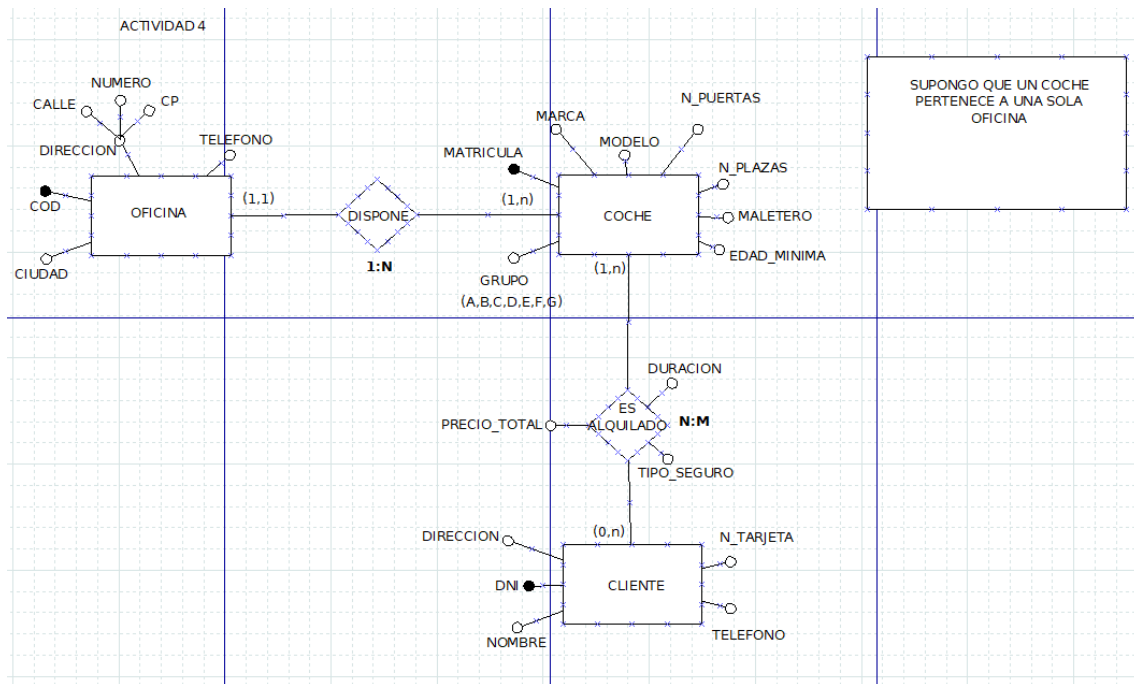 ACTIVIDAD 4
NUMERO
CALLE
CP
DIRECCION
TELEFONO
COD
OFICINA
CIUDAD
(1,1)
DISPONE
1:N
(1,n)
MATRICULA
MARCA
MODELO
N_PUERTAS
N_PLAZAS
COCHE
MALETERO
EDAD_MINIMA
GRUPO
(A,B,C,D,E,F,G)
(1,n)
SUPONGO QUE UN COCHE
PERTENECE A UNA SOLA
OFICINA
DURACION
ES
ALQUILADO
N:M
PRECIO_TOTAL
TIPO_SEGURO
(0,n)
DIRECCION
N_TARJETA
DNI
CLIENTE
NOMBRE
TELEFONO